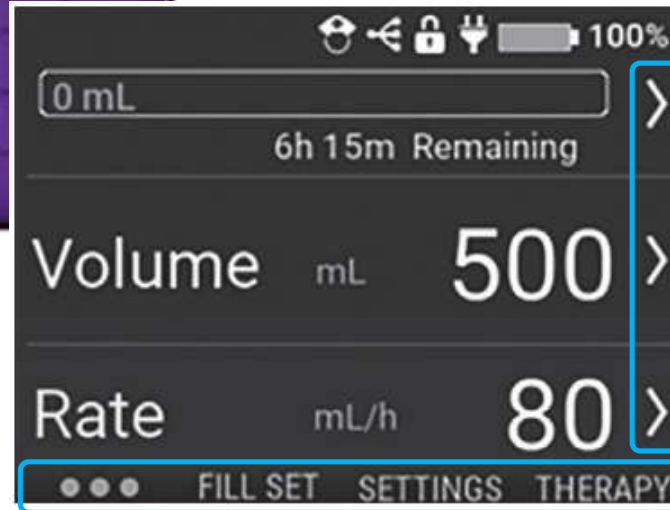 100%
0 mL
6h 15m Remaining
Volume mL 500
Rate mL/h 80
FILL SET SETTINGS THERAPY